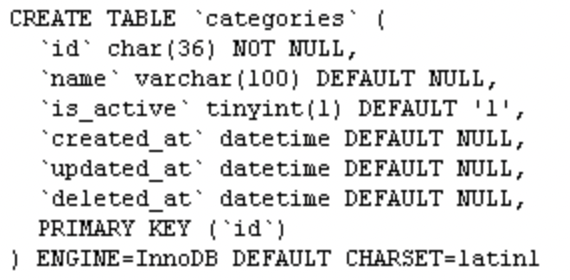 CREATE TABLE `categories` (
  `id` char(36) NOT NULL,
  `name` varchar(100) DEFAULT NULL,
  `is_active` tinyint(1) DEFAULT '1',
  `created_at` datetime DEFAULT NULL,
  `updated_at` datetime DEFAULT NULL,
  `deleted_at` datetime DEFAULT NULL,
  PRIMARY KEY (`id`)
) ENGINE=InnoDB DEFAULT CHARSET=latin1